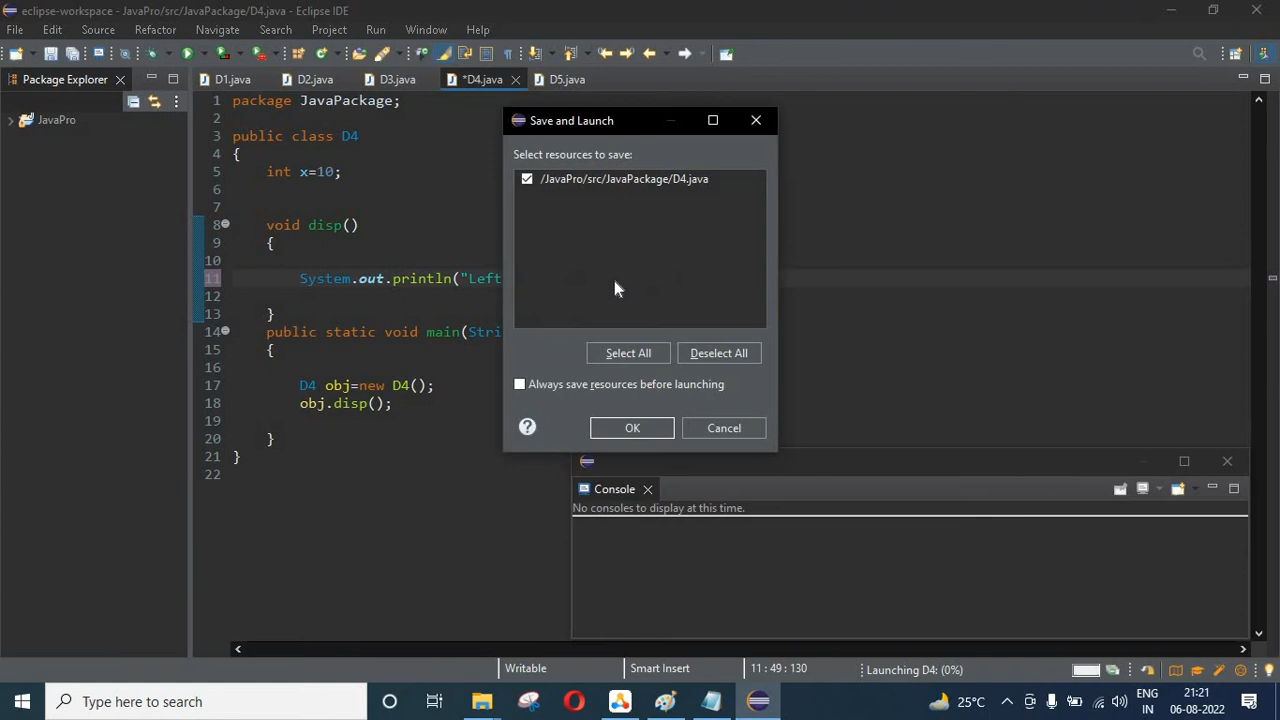 eclipse-workspace - JavaPro/src/JavaPackage/D4.java - Eclipse IDE
File Edit Source Refactor Navigate Search Project Run Window Help
Package Explorer
D1.java D2.java D3.java *D4.java D5.java
JavaPro
1 package JavaPackage;
2
3 public class D4
4 {
5 int x=10;
6
7
8 void disp()
9 {
10
11 System.out.println("Left
12
13 }
14 public static void main(Stri
15 {
16
17 D4 obj=new D4();
18 obj.disp();
19
20 }
21 }
22
Save and Launch
Select resources to save:
/JavaPro/src/JavaPackage/D4.java
Select All Deselect All
Always save resources before launching
? OK Cancel
Console
No consoles to display at this time.
Writable Smart Insert 11 : 49 : 130 Launching D4: (0%)
Type here to search
25°C
ENG
IN
21:21
06-08-2022